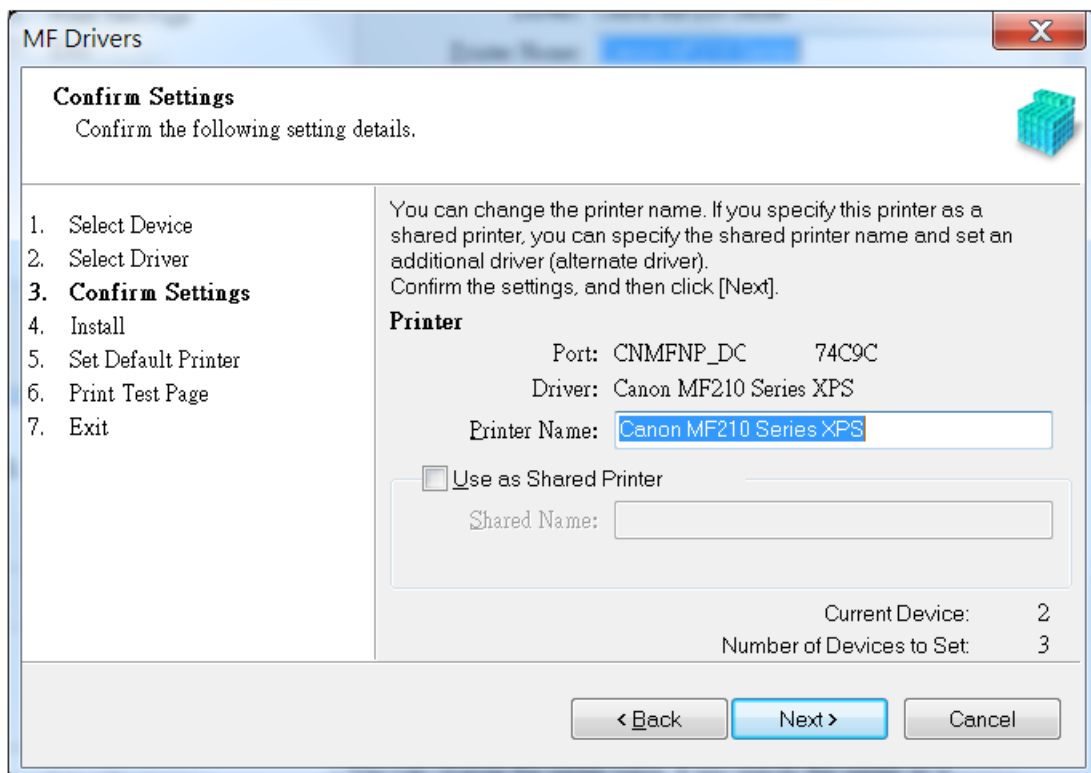 MF Drivers
Confirm Settings
Confirm the following setting details.
1. Select Device
2. Select Driver
3. Confirm Settings
4. Install
5. Set Default Printer
6. Print Test Page
7. Exit
You can change the printer name. If you specify this printer as a
shared printer, you can specify the shared printer name and set an
additional driver (alternate driver).
Confirm the settings, and then click [Next].
Printer
Port: CNMFNP_DC 74C9C
Driver: Canon MF210 Series XPS
Printer Name: Canon MF210 Series XPS
Use as Shared Printer
Shared Name:
Current Device: 2
Number of Devices to Set: 3
< Back
Next >
Cancel